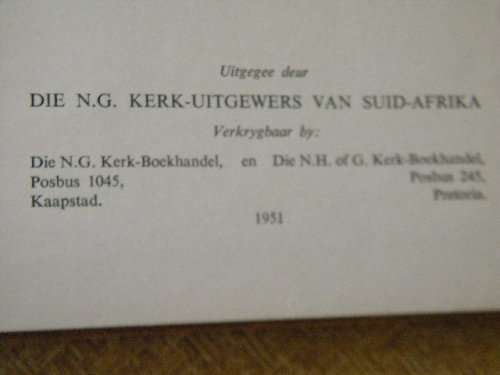 Uitgegee deur
DIE N.G. KERK-UITGEWERS VAN SUID-AFRIKA
Verkrygbaar by:
Die N.G. Kerk-Boekhandel, en Die N.H. of G. Kerk-Boekhandel,
Posbus 1045, Posbus 245,
Kaapstad. Pretoria.
1951